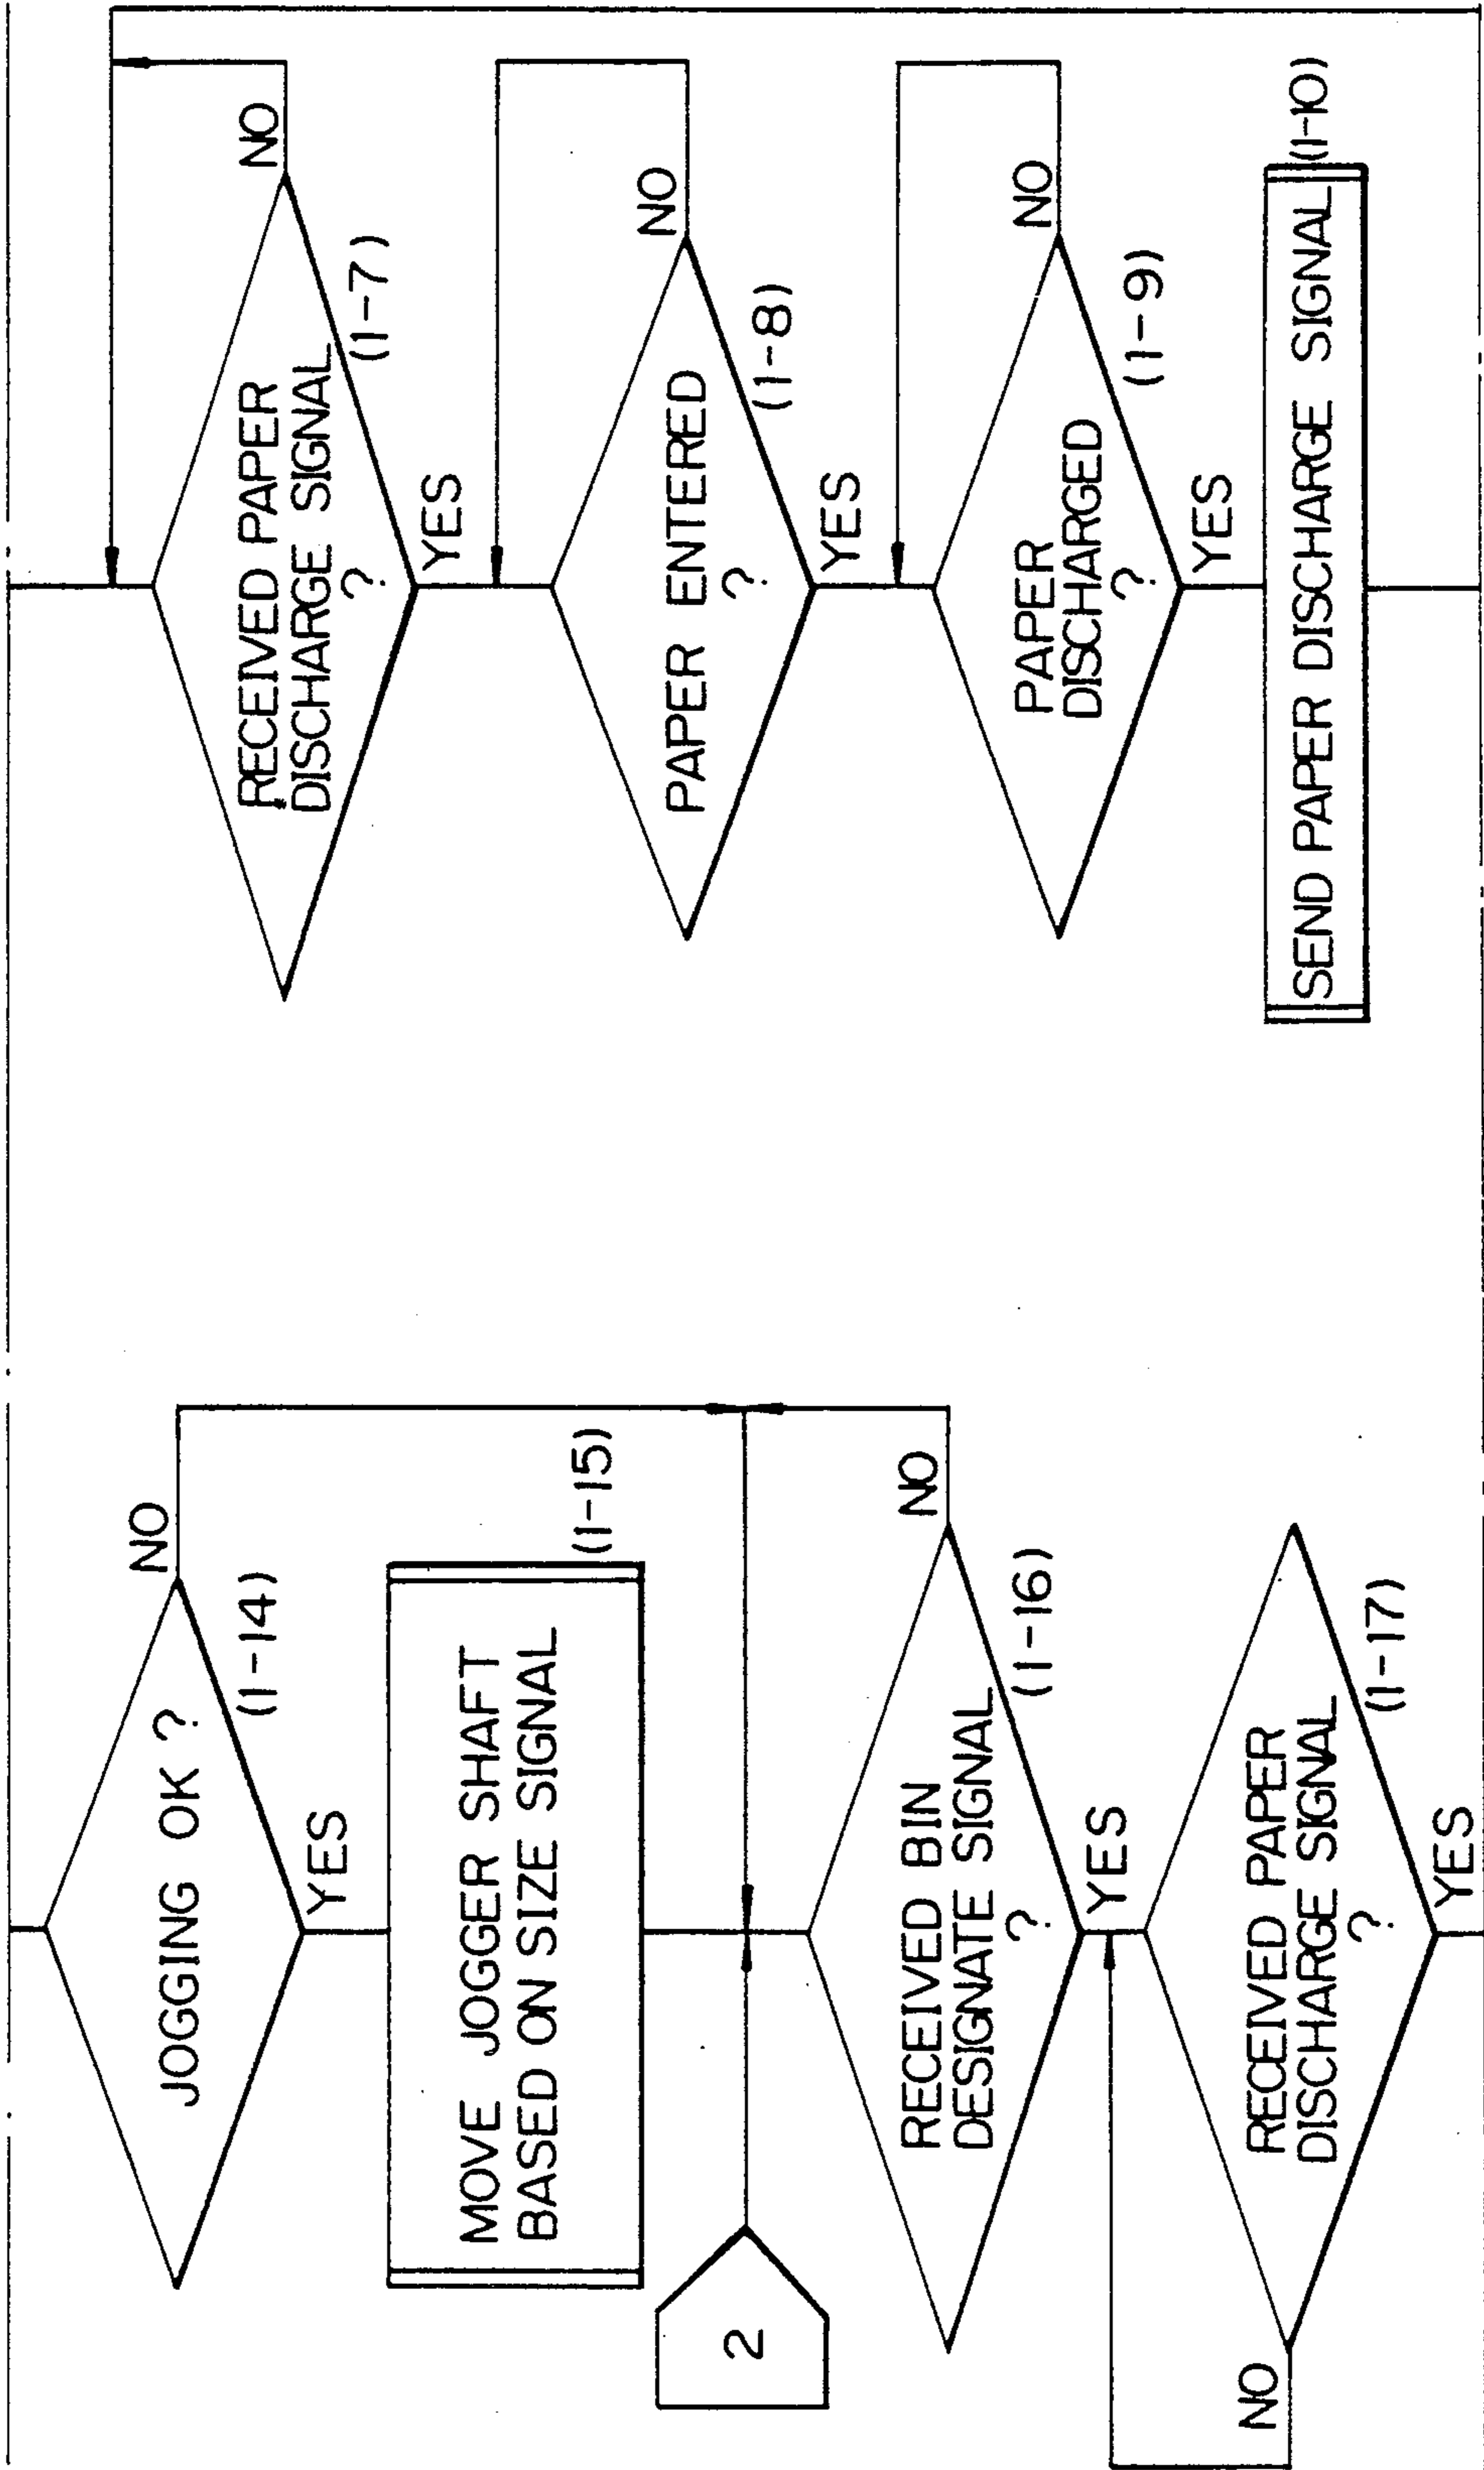 JOGGING OK ?
NO
(1-14)
YES
MOVE JOGGER SHAFT
BASED ON SIZE SIGNAL
(1-15)
2
RECEIVED BIN
DESIGNATE SIGNAL
?
NO
(1-16)
YES
RECEIVED PAPER
DISCHARGE SIGNAL
?
NO
(1-17)
YES
RECEIVED PAPER
DISCHARGE SIGNAL
?
NO
(1-7)
YES
PAPER ENTERED
?
NO
(1-8)
YES
PAPER
DISCHARGED
?
NO
(1-9)
YES
SEND PAPER DISCHARGE SIGNAL
(1-10)